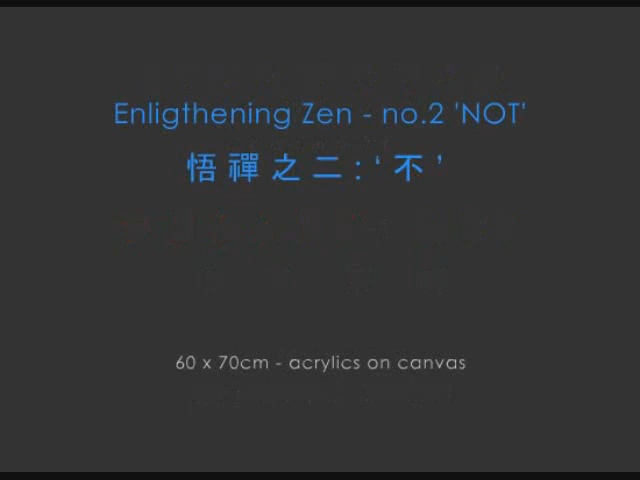 Enligthening Zen - no.2 'NOT'
悟禪之二:‘不’
60 x 70cm - acrylics on canvas